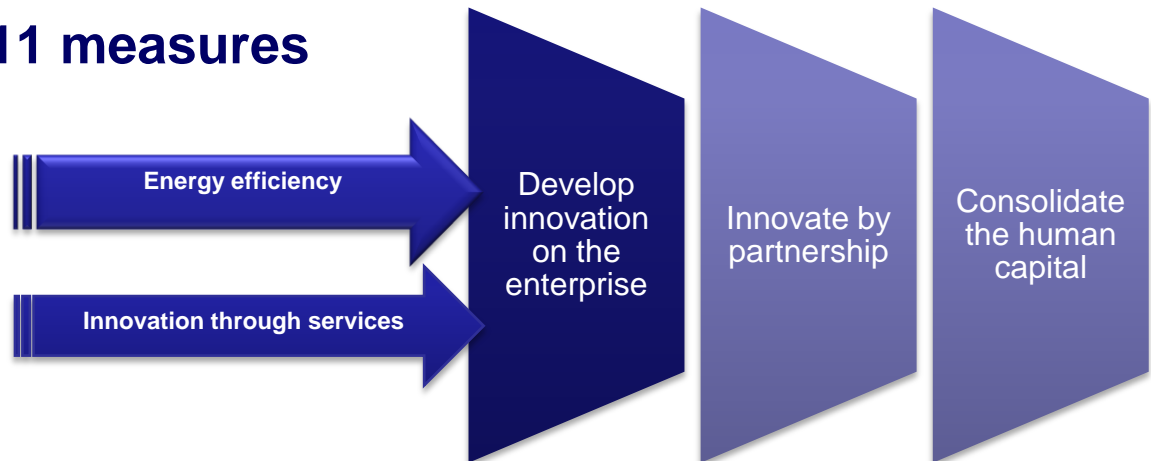 11 measures
Energy efficiency
Innovation through services
Develop
innovation
on the
enterprise
Innovate by
partnership
Consolidate
the human
capital